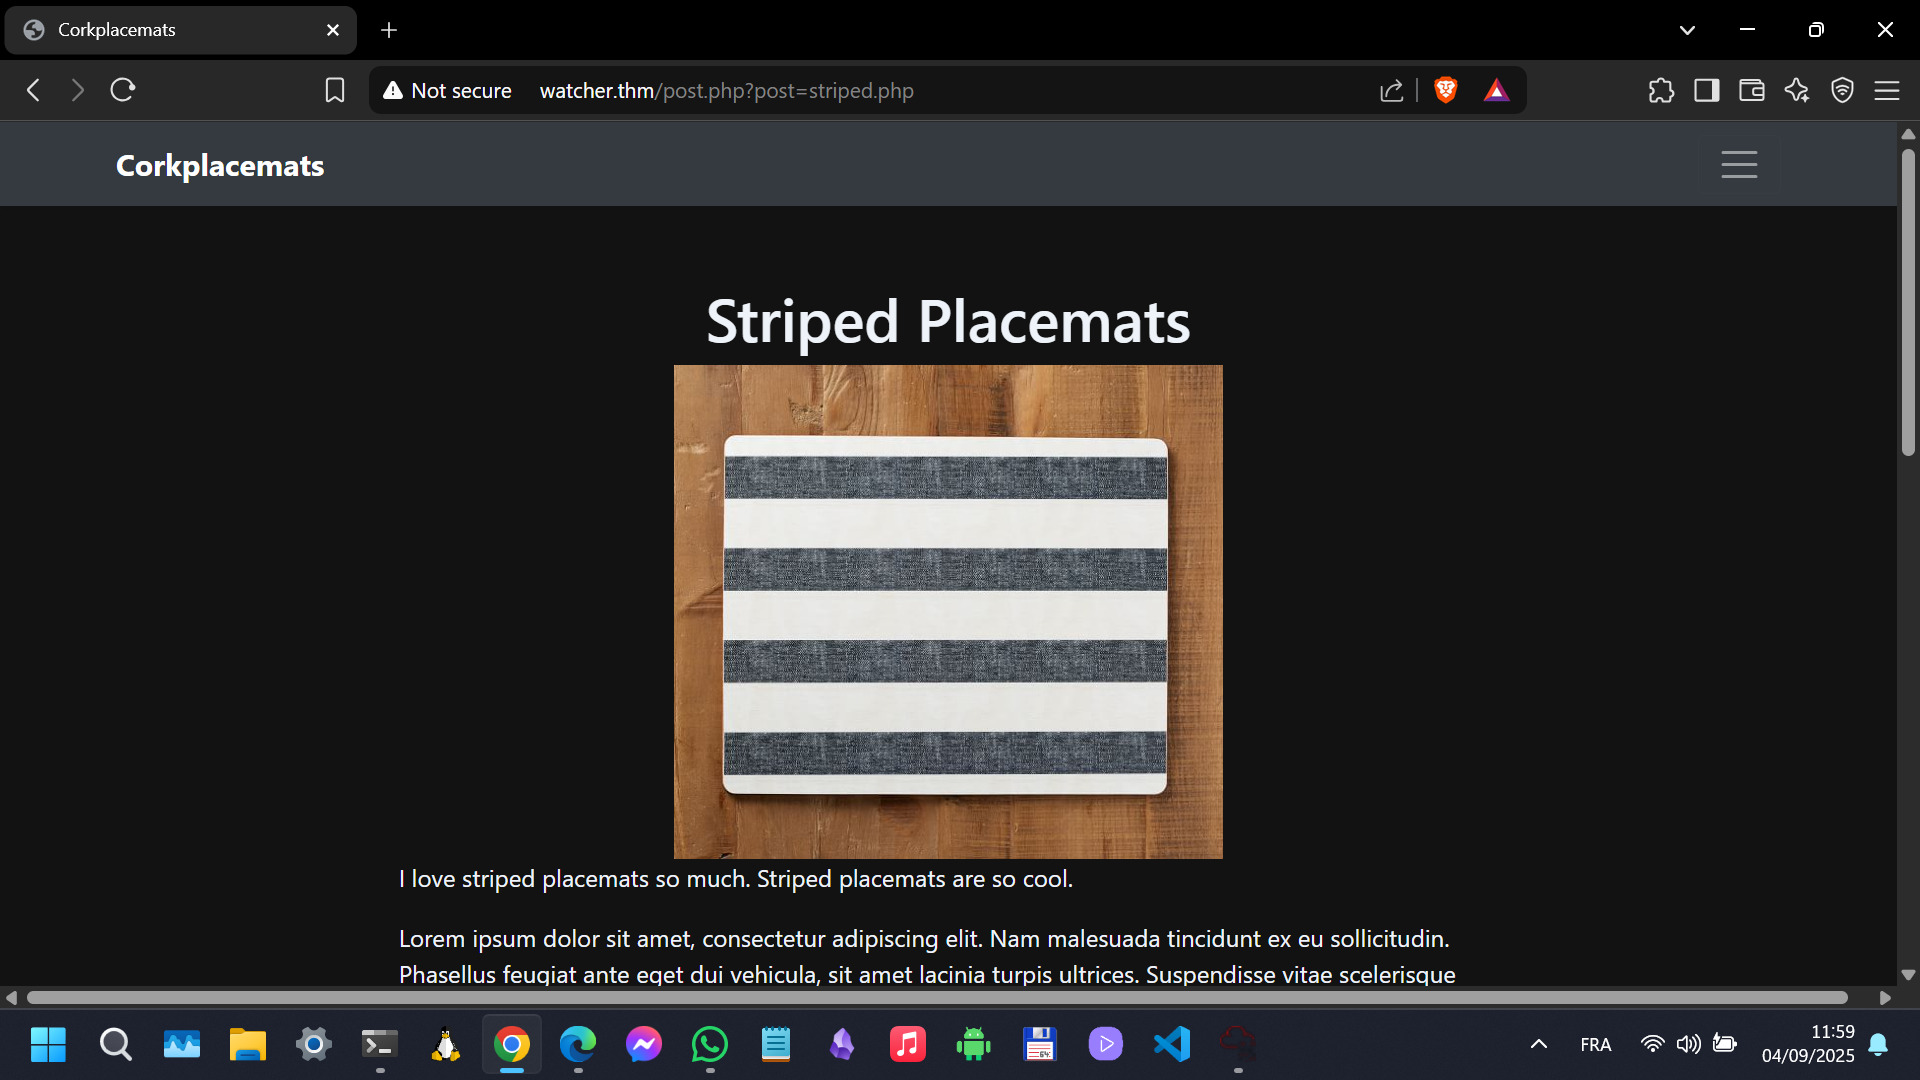 Corkplacemats
Not secure watcher.thm/post.php?post=striped.php
Corkplacemats
Striped Placemats
I love striped placemats so much. Striped placemats are so cool.
Lorem ipsum dolor sit amet, consectetur adipiscing elit. Nam malesuada tincidunt ex eu sollicitudin.
Phasellus feugiat ante eget dui vehicula, sit amet lacinia turpis ultrices. Suspendisse vitae scelerisque
64
FRA
11:59
04/09/2025